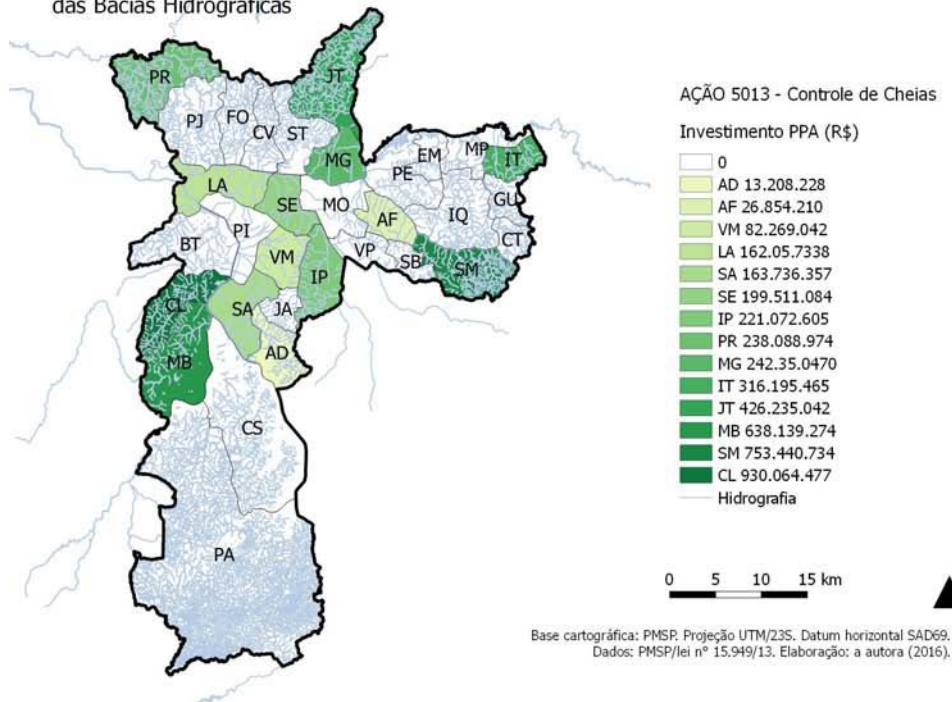 das Bacias Hidrográficas
PR
JT
PJ
FO
CV
ST
MG
EM
MP
IT
PE
LA
SE
MO
AF
IQ
GU
BT
PI
VM
VP
SB
CT
IP
SM
CL
SA
JA
MB
AD
CS
PA
AÇÃO 5013 - Controle de Cheias
Investimento PPA (R$)
0
AD 13.208.228
AF 26.854.210
VM 82.269.042
LA 162.05.7338
SA 163.736.357
SE 199.511.084
IP 221.072.605
PR 238.088.974
MG 242.35.0470
IT 316.195.465
JT 426.235.042
MB 638.139.274
SM 753.440.734
CL 930.064.477
Hidrografia
0 5 10 15 km
Base cartográfica: PMSP. Projeção UTM/23S. Datum horizontal SAD69.
Dados: PMSP/lei n° 15.949/13. Elaboração: a autora (2016).